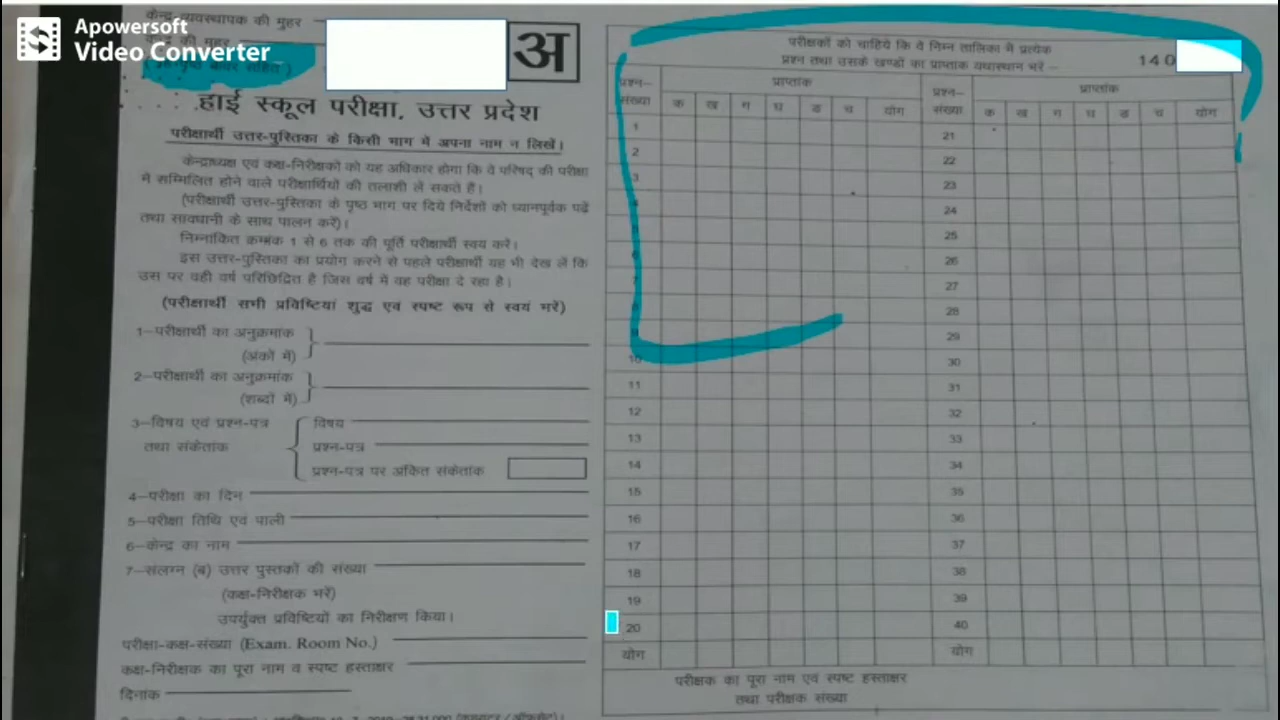 Apowersoft
Video Converter
केन्द्र व्यवस्थापक की मुहर
केन्द्र की मुहर
अ
हाई स्कूल परीक्षा, उत्तर प्रदेश
परीक्षार्थी उत्तर-पुस्तिका के किसी भाग में अपना नाम न लिखें।
केन्द्राध्यक्ष एवं कक्ष-निरीक्षकों को यह अधिकार होगा कि वे परिषद् की परीक्षा
में सम्मिलित होने वाले परीक्षार्थियों की तलाशी ले सकते है।
(परीक्षार्थी उत्तर-पुस्तिका के पृष्ठ भाग पर दिये निर्देशों को ध्यानपूर्वक पढें
तथा सावधानी के साथ पालन करें)।
निम्नांकित कमांक 1 से 6 तक की पूर्ति परीक्षार्थी स्वयं करें।
इस उत्तर-पुस्तिका का प्रयोग करने से पहले परीक्षार्थी यह भी देख लें कि
उस पर वही वर्ष परिछिद्रित है जिस वर्ष में वह परीक्षा दे रहा है।
(परीक्षार्थी सभी प्रविष्टियां शुद्ध एवं स्पष्ट रूप से स्वयं भरें)
1–परीक्षार्थी का अनुक्रमांक
(अंकों में)
2–परीक्षार्थी का अनुक्रमांक
(शब्दों में)
3–विषय एवं प्रश्न-पत्र विषय
तथा संकेतांक प्रश्न-पत्र
प्रश्न-पत्र पर अंकित संकेतांक
4–परीक्षा का दिन
5–परीक्षा तिथि एवं पाली
6–केन्द्र का नाम
7–संलग्न (ब) उत्तर पुस्तकों की संख्या
(कक्ष-निरीक्षक भरें)
उपर्युक्त प्रविष्टियों का निरीक्षण किया।
परीक्षा-कक्ष-संख्या (Exam. Room No.)
कक्ष-निरीक्षक का पूरा नाम व स्पष्ट हस्ताक्षर
दिनांक
परीक्षकों को चाहिये कि वे निम्न तालिका में प्रत्येक
प्रश्न तथा उसके खण्डों का प्राप्तांक यथास्थान भरें –
140
प्रश्न– प्राप्तांक प्रश्न– प्राप्तांक
संख्या क ख ग घ ङ च योग संख्या क ख ग घ ङ च योग
1 21
2 22
3 23
24
25
26
27
28
29
10 30
11 31
12 32
13 33
14 34
15 35
16 36
17 37
18 38
19 39
20 40
योग योग
परीक्षक का पूरा नाम एवं स्पष्ट हस्ताक्षर
तथा परीक्षक संख्या